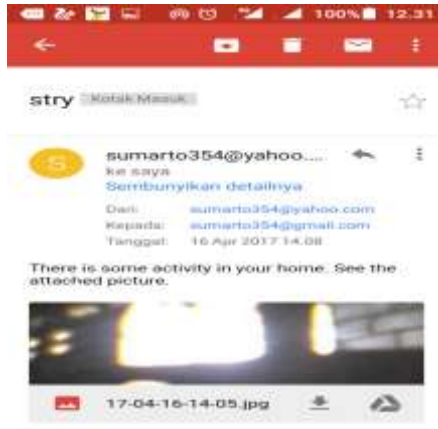 100% 12.31
stry Kotak Masuk
S sumarto354@yahoo....
ke saya
Sembunyikan detailnya
Dari: sumarto354@yahoo.com
Kepada: sumarto354@gmail.com
Tanggal: 16 Apr 2017 14.08
There is some activity in your home. See the
attached picture.
17-04-16-14-05.jpg